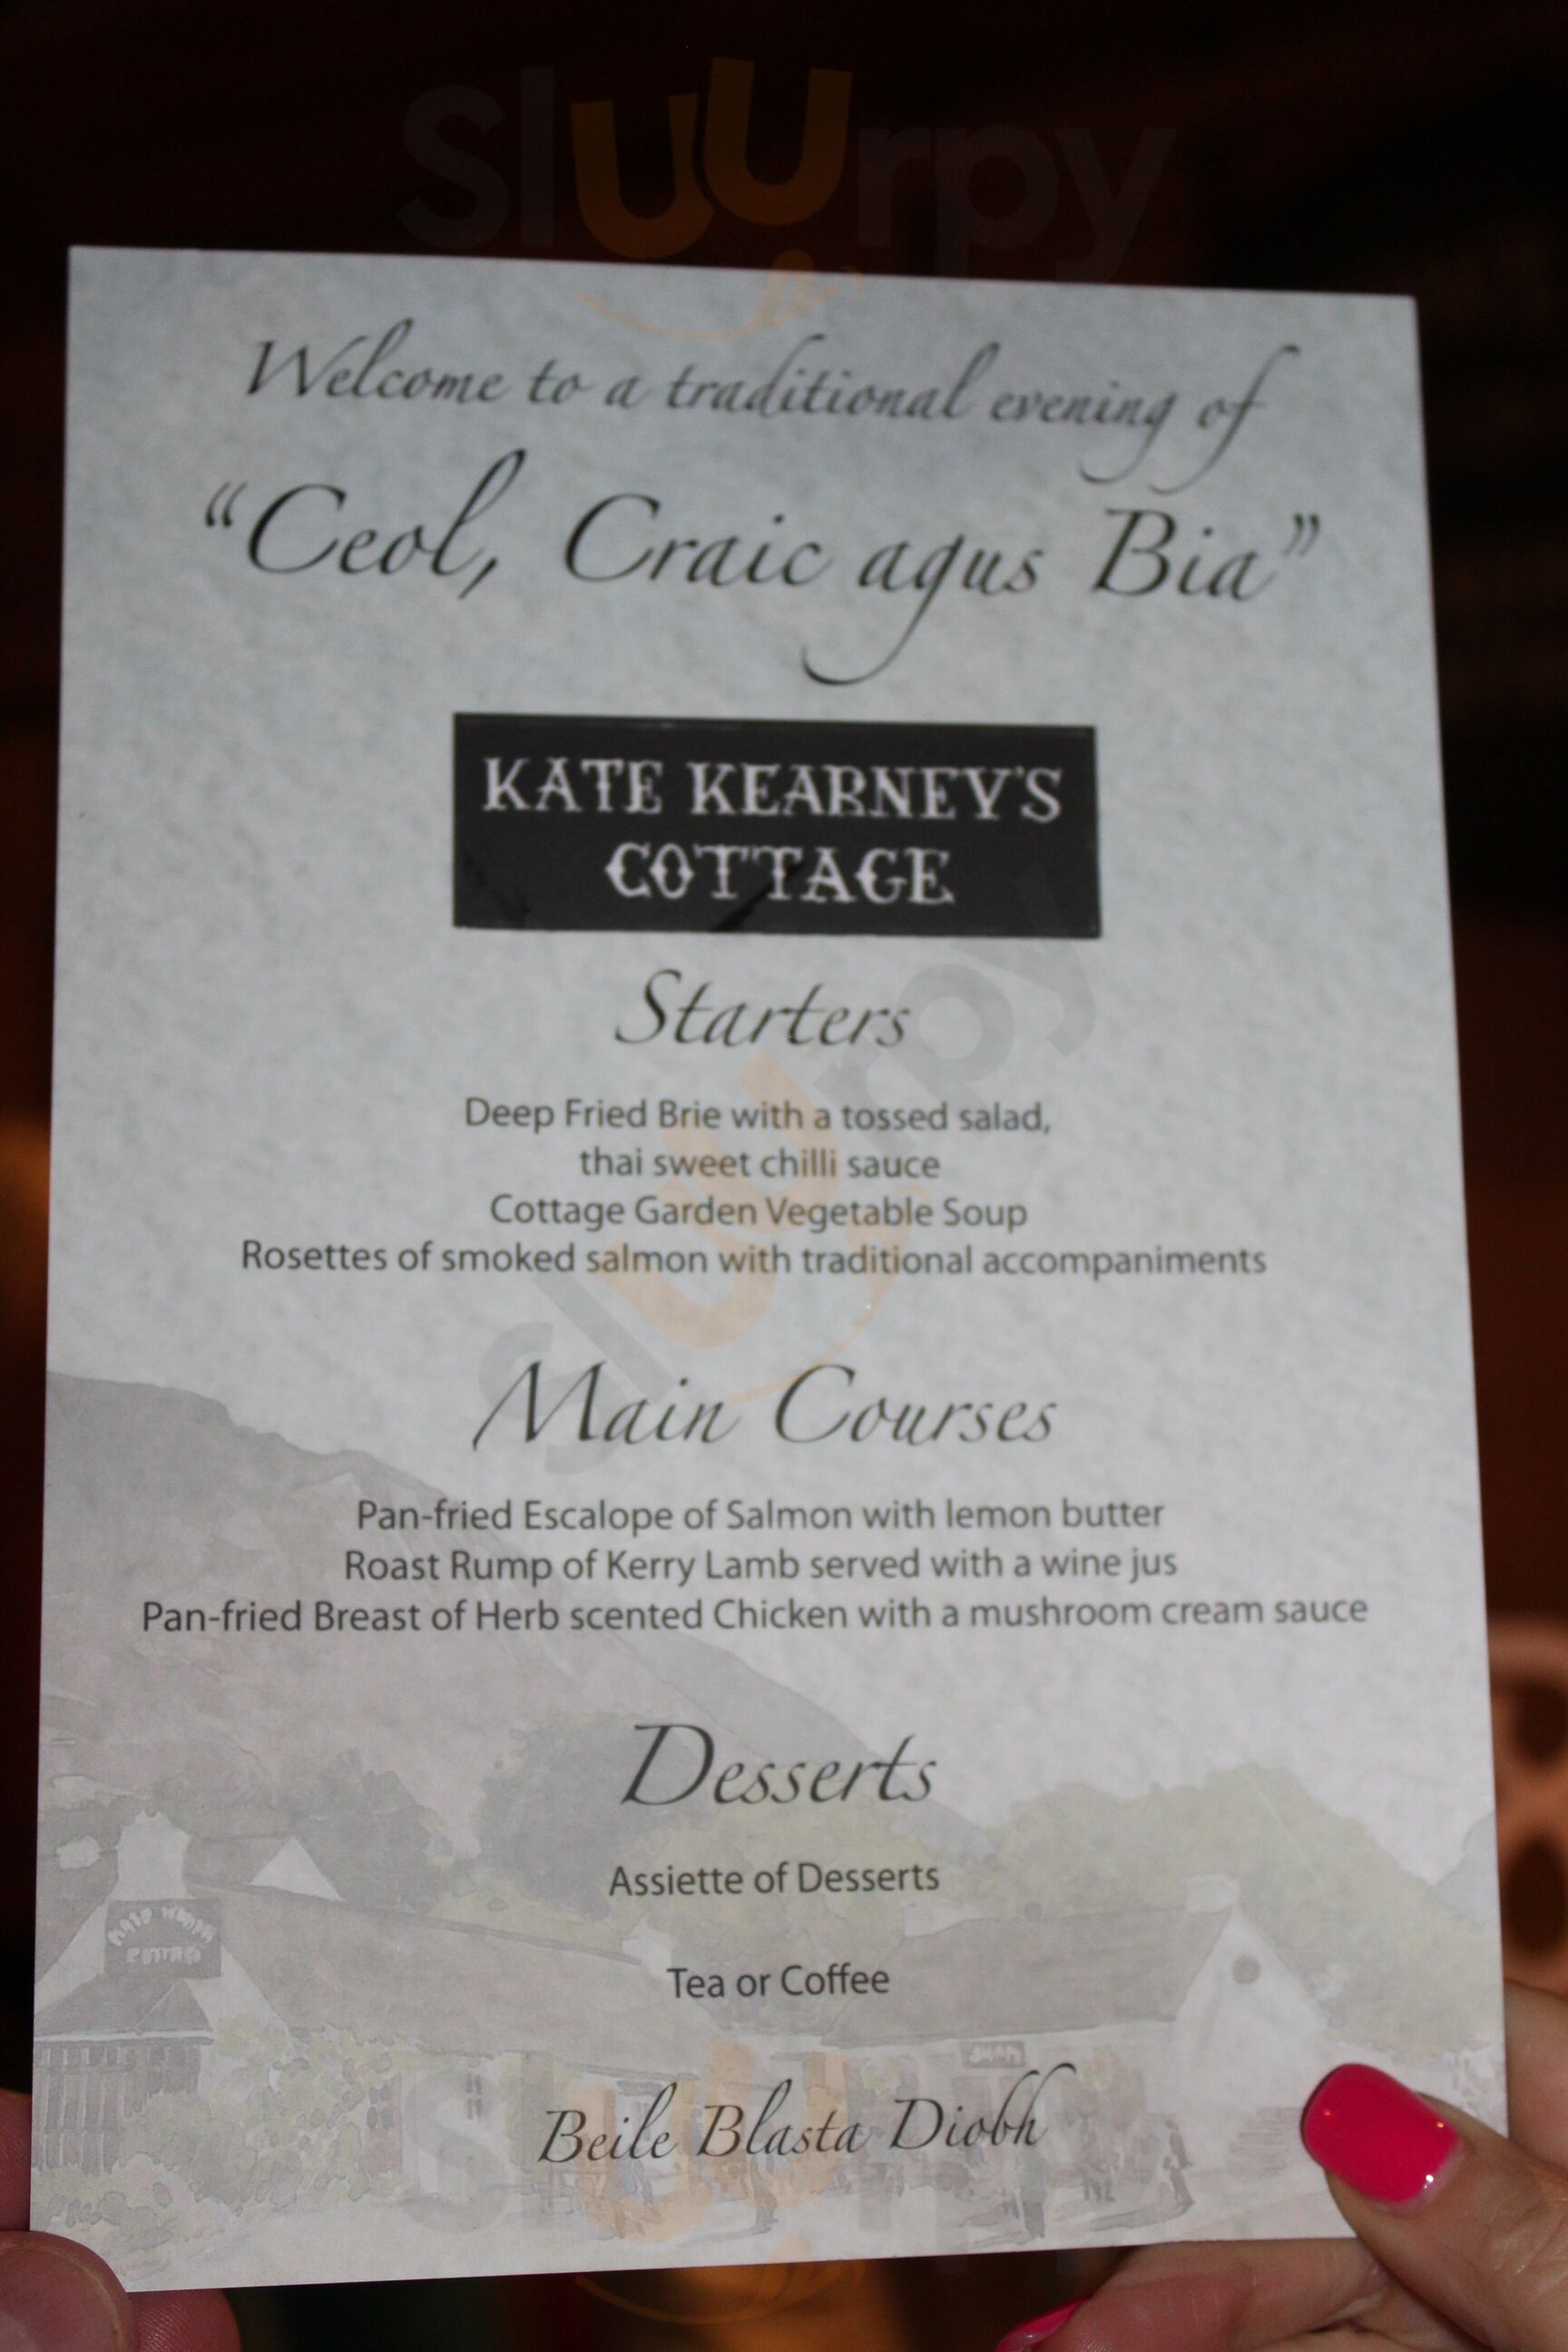 Sluurpy
Welcome to a traditional evening of
“Ceol, Craic agus Bia”
KATE KEARNEY'S
COTTAGE
Starters
Deep Fried Brie with a tossed salad,
thai sweet chilli sauce
Cottage Garden Vegetable Soup
Rosettes of smoked salmon with traditional accompaniments
Sluurpy
Main Courses
Pan-fried Escalope of Salmon with lemon butter
Roast Rump of Kerry Lamb served with a wine jus
Pan-fried Breast of Herb scented Chicken with a mushroom cream sauce
Desserts
Assiette of Desserts
Tea or Coffee
Beile Blasta Diobh
Sluurpy